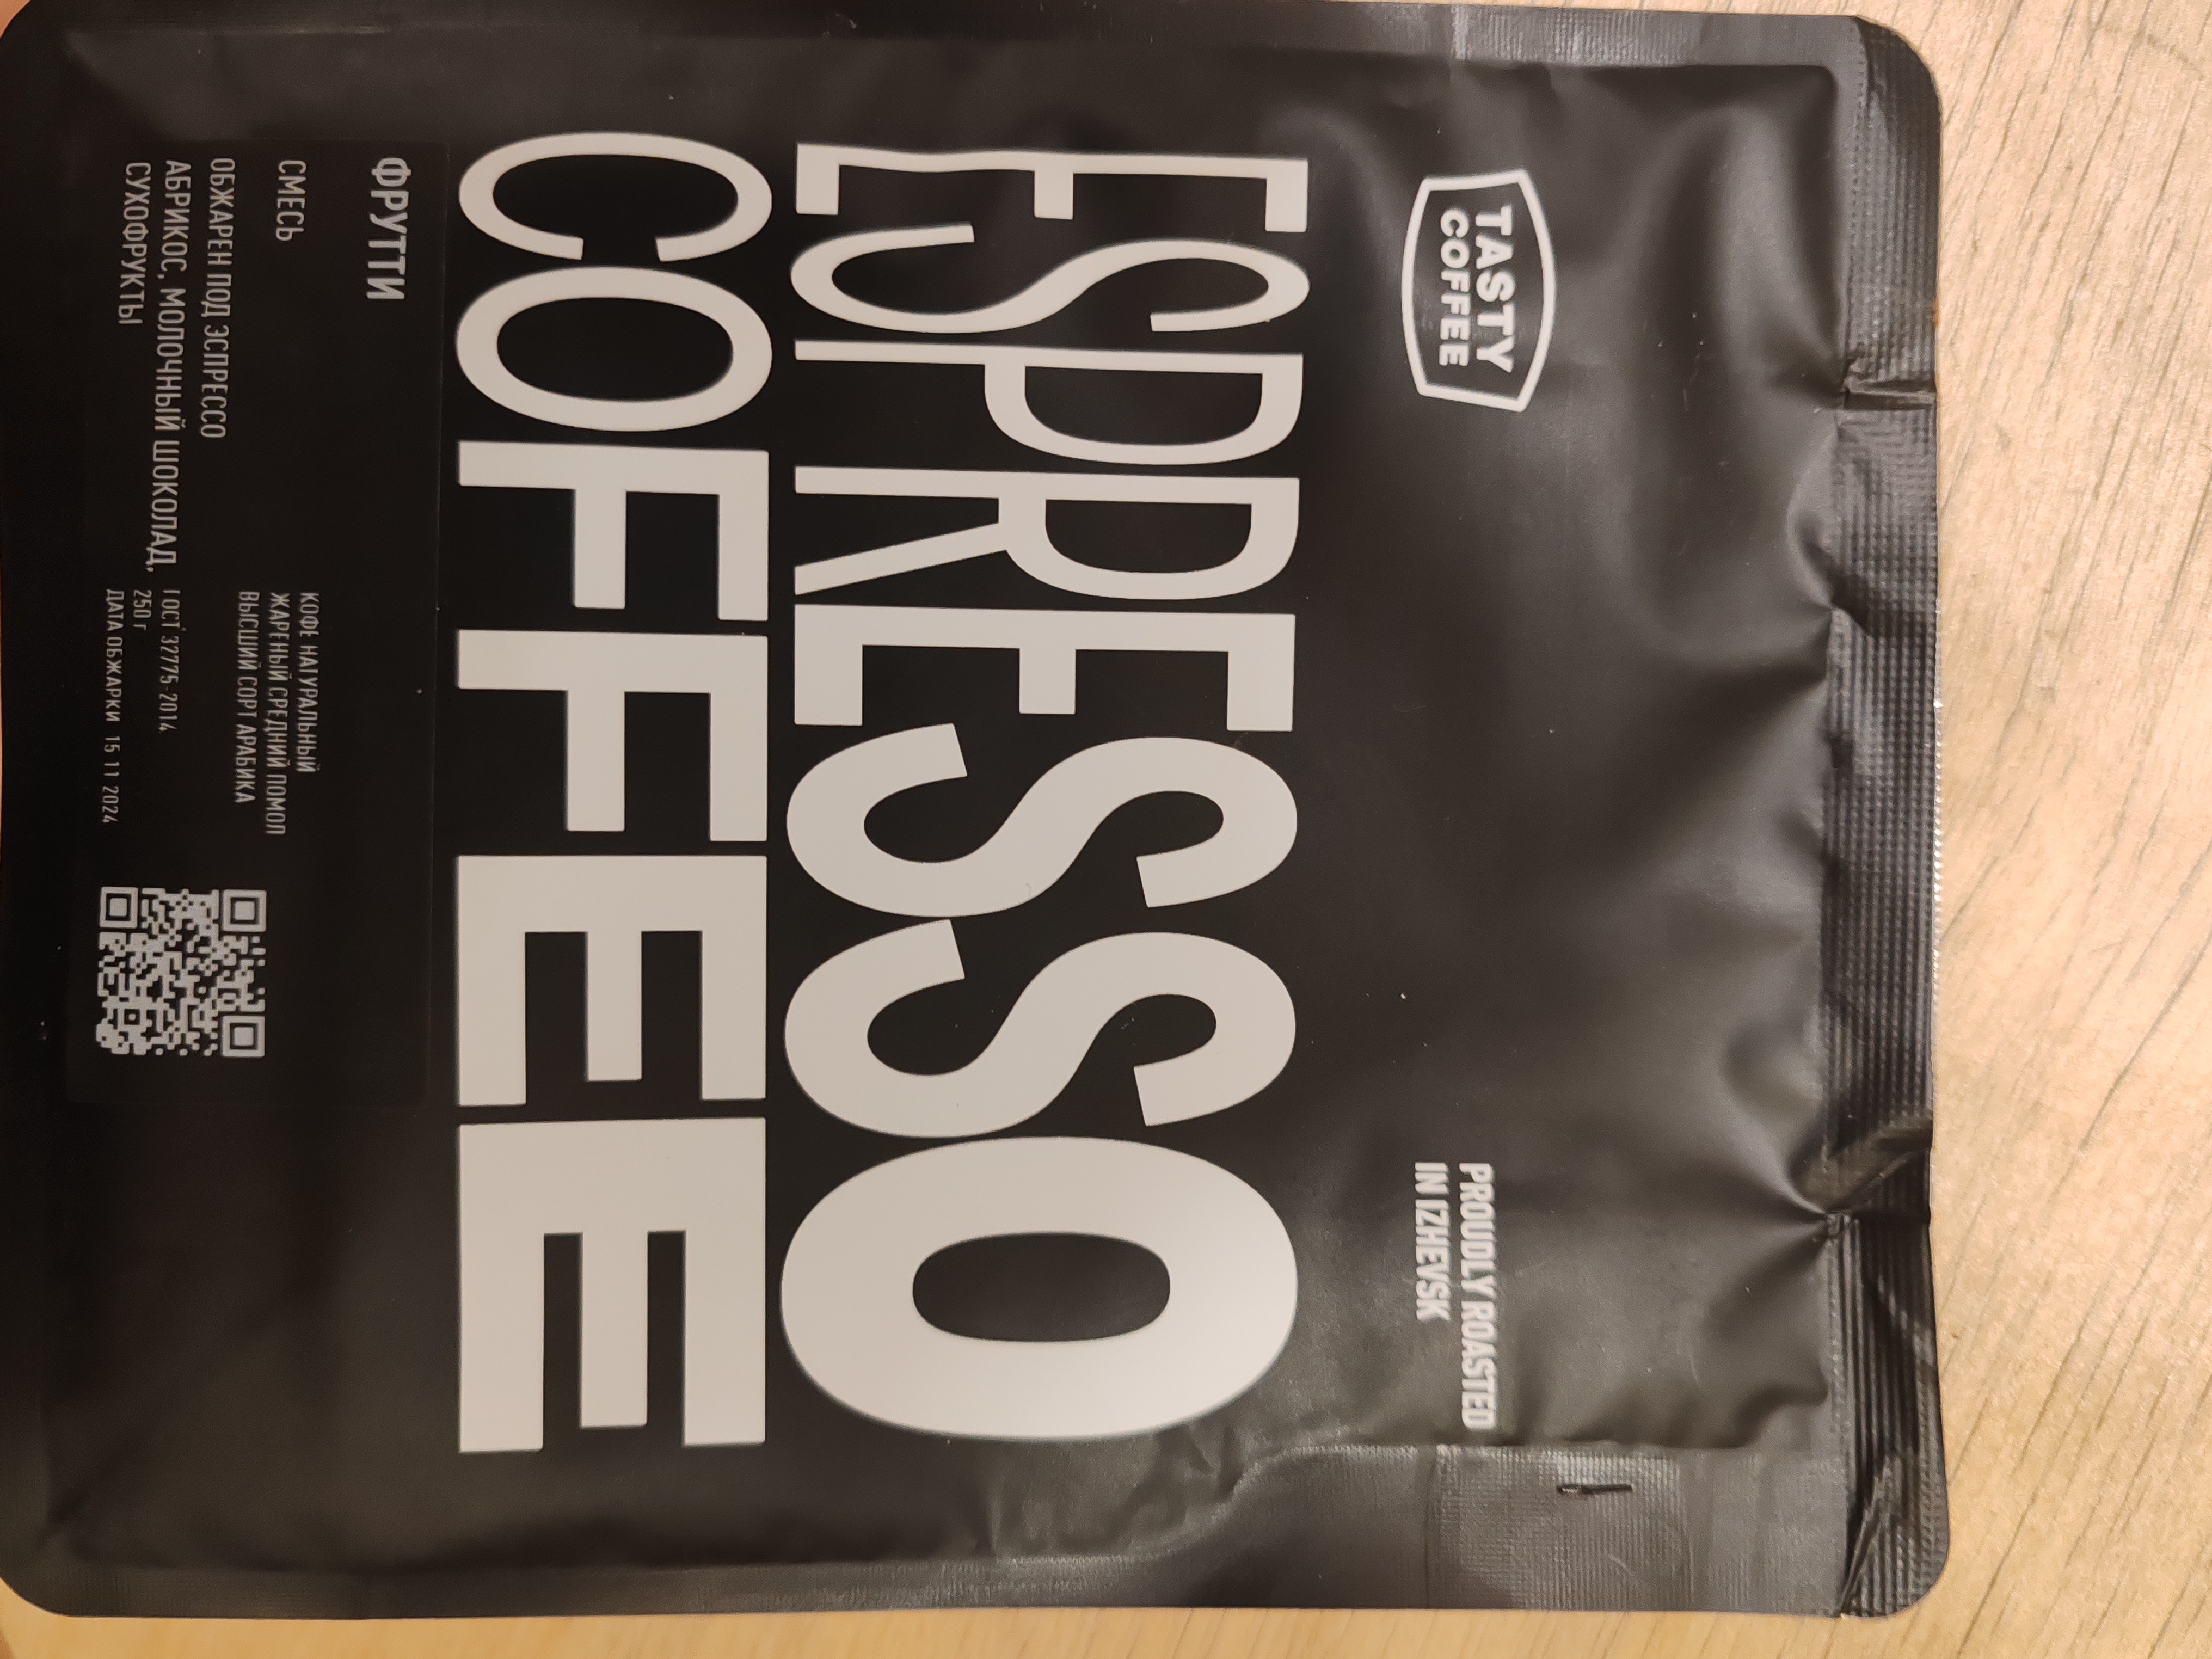 TASTY
COFFEE
PROUDLY ROASTED
IN IZHEVSK
ESPRESSO
COFFEE
ФРУТТИ
СМЕСЬ
ОБЖАРЕН ПОД ЭСПРЕССО
АБРИКОС, МОЛОЧНЫЙ ШОКОЛАД,
СУХОФРУКТЫ
КОФЕ НАТУРАЛЬНЫЙ
ЖАРЕНЫЙ СРЕДНИЙ ПОМОЛ
ВЫСШИЙ СОРТ АРАБИКА
ГОСТ 32775-2014
250 г
ДАТА ОБЖАРКИ 15 11 2024